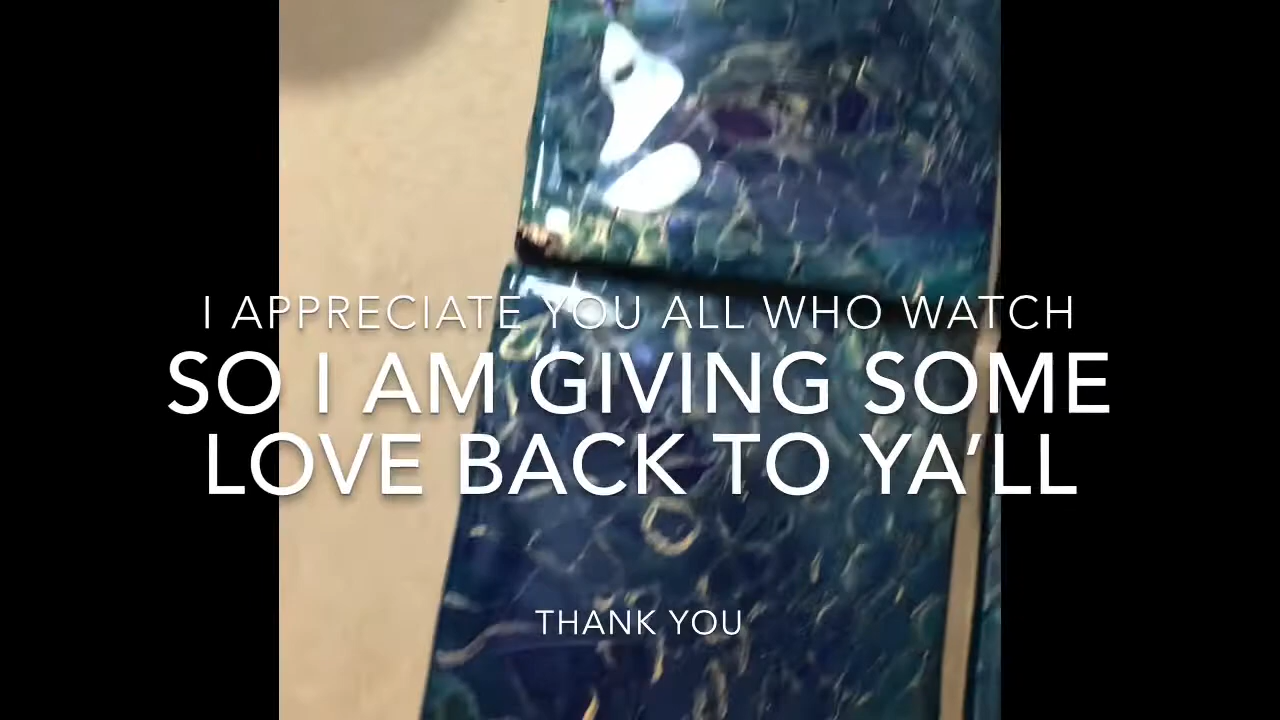 I APPRECIATE YOU ALL WHO WATCH
SO I AM GIVING SOME
LOVE BACK TO YA'LL
THANK YOU